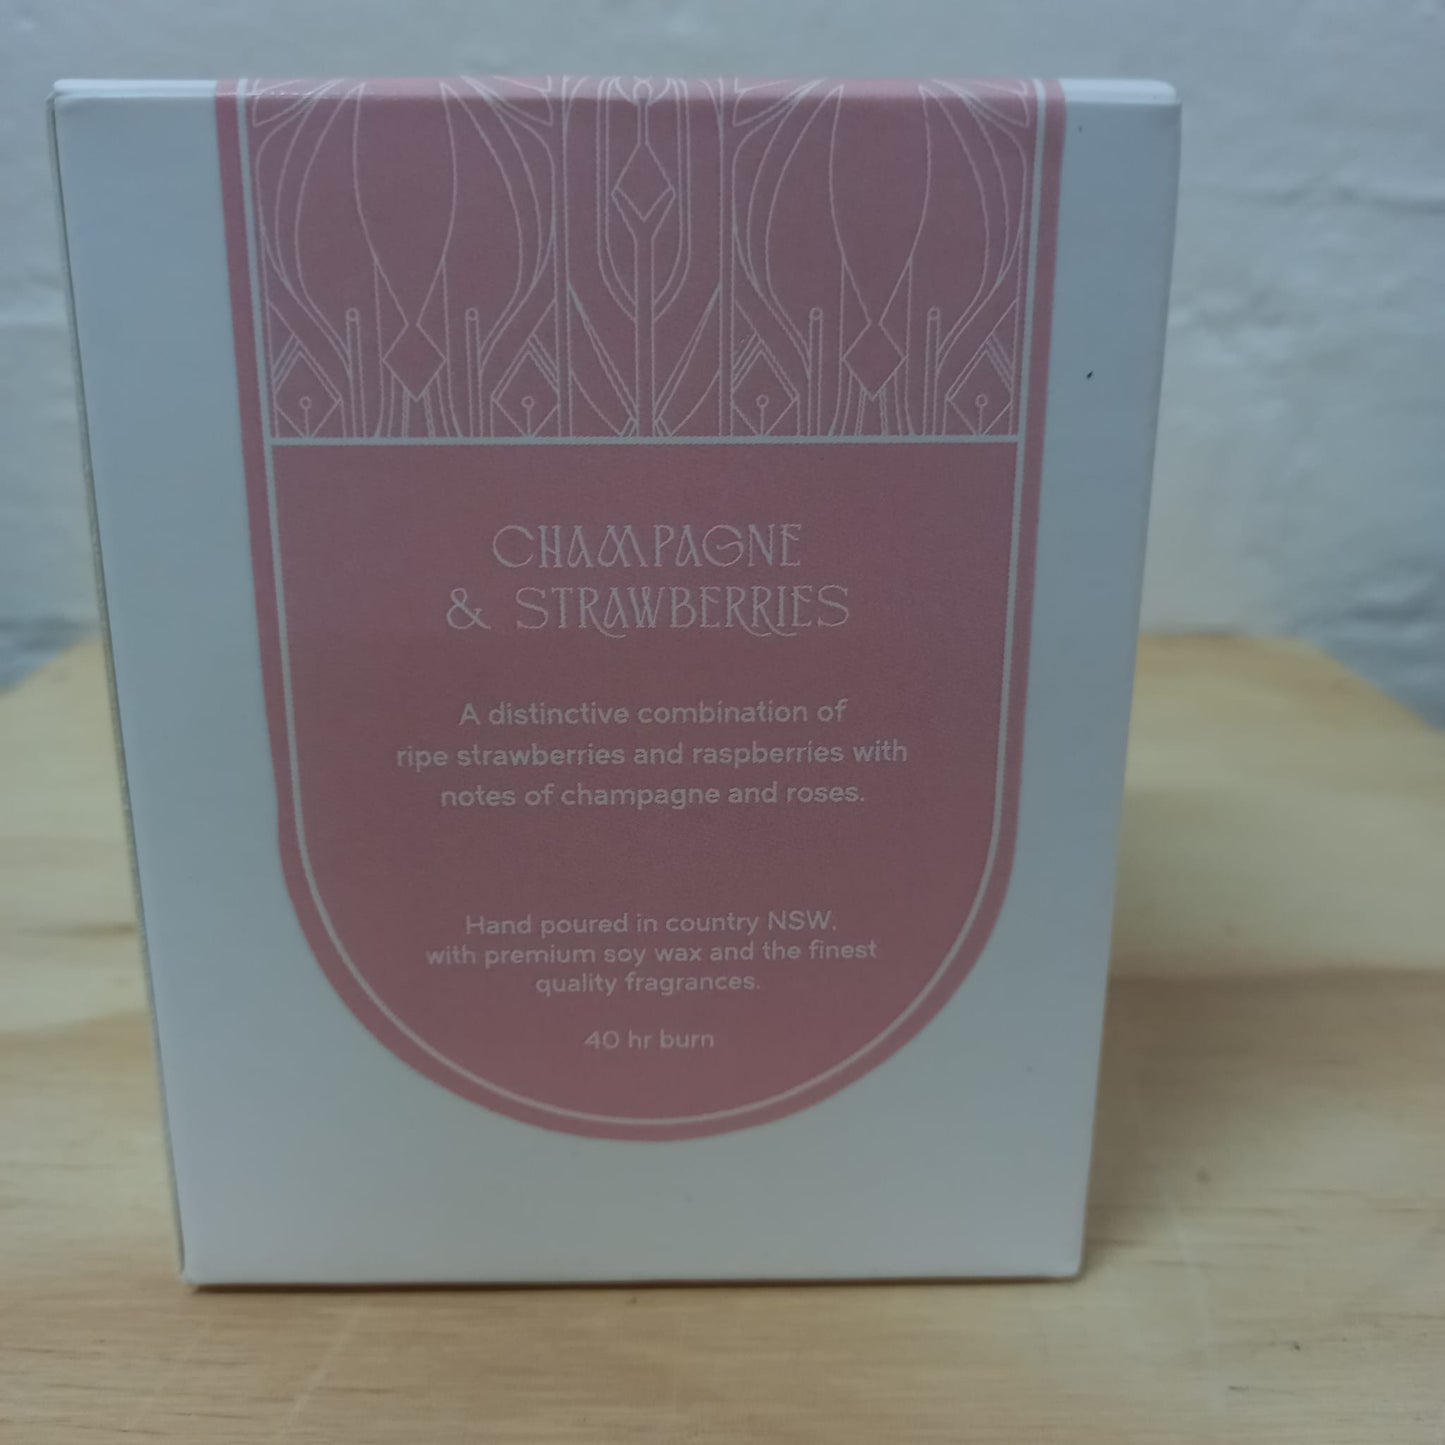 CHAMPAGNE
& STRAWBERRIES
A distinctive combination of
ripe strawberries and raspberries with
notes of champagne and roses.
Hand poured in country NSW,
with premium soy wax and the finest
quality fragrances.
40 hr burn